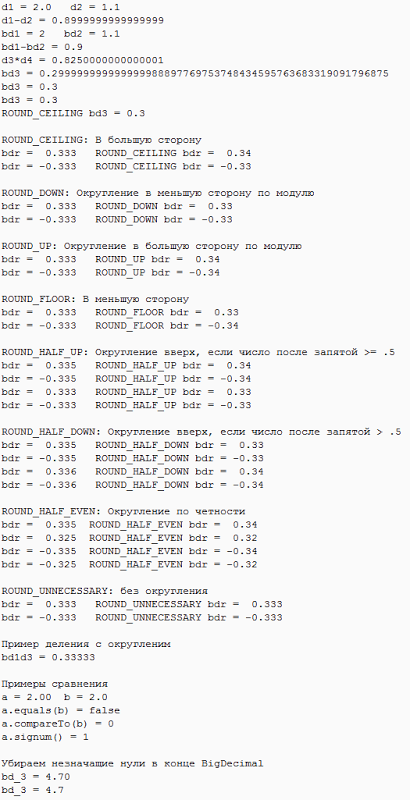 d1 = 2.0   d2 = 1.1
d1-d2 = 0.8999999999999999
bd1 = 2   bd2 = 1.1
bd1-bd2 = 0.9
d3*d4 = 0.8250000000000001
bd3 = 0.299999999999999988897769753748434595763683319091796875
bd3 = 0.3
bd3 = 0.3
ROUND_CEILING bd3 = 0.3

ROUND_CEILING: В большую сторону
bdr =  0.333   ROUND_CEILING bdr =  0.34
bdr = -0.333   ROUND_CEILING bdr = -0.33

ROUND_DOWN: Округление в меньшую сторону по модулю
bdr =  0.333   ROUND_DOWN bdr =  0.33
bdr = -0.333   ROUND_DOWN bdr = -0.33

ROUND_UP: Округление в большую сторону по модулю
bdr =  0.333   ROUND_UP bdr =  0.34
bdr = -0.333   ROUND_UP bdr = -0.34

ROUND_FLOOR: В меньшую сторону
bdr =  0.333   ROUND_FLOOR bdr =  0.33
bdr = -0.333   ROUND_FLOOR bdr = -0.34

ROUND_HALF_UP: Округление вверх, если число после запятой >= .5
bdr =  0.335   ROUND_HALF_UP bdr =  0.34
bdr = -0.335   ROUND_HALF_UP bdr = -0.34
bdr =  0.333   ROUND_HALF_UP bdr =  0.33
bdr = -0.333   ROUND_HALF_UP bdr = -0.33

ROUND_HALF_DOWN: Округление вверх, если число после запятой > .5
bdr =  0.335   ROUND_HALF_DOWN bdr =  0.33
bdr = -0.335   ROUND_HALF_DOWN bdr = -0.33
bdr =  0.336   ROUND_HALF_DOWN bdr =  0.34
bdr = -0.336   ROUND_HALF_DOWN bdr = -0.34

ROUND_HALF_EVEN: Округление по четности
bdr =  0.335  ROUND_HALF_EVEN bdr =  0.34
bdr =  0.325  ROUND_HALF_EVEN bdr =  0.32
bdr = -0.335  ROUND_HALF_EVEN bdr = -0.34
bdr = -0.325  ROUND_HALF_EVEN bdr = -0.32

ROUND_UNNECESSARY: без округления
bdr =  0.333   ROUND_UNNECESSARY bdr =  0.333
bdr = -0.333   ROUND_UNNECESSARY bdr = -0.333

Пример деления с округлением
bd1d3 = 0.33333

Примеры сравнения
a = 2.00  b = 2.0
a.equals(b) = false
a.compareTo(b) = 0
a.signum() = 1

Убираем незначащие нули в конце BigDecimal
bd_3 = 4.70
bd_3 = 4.7